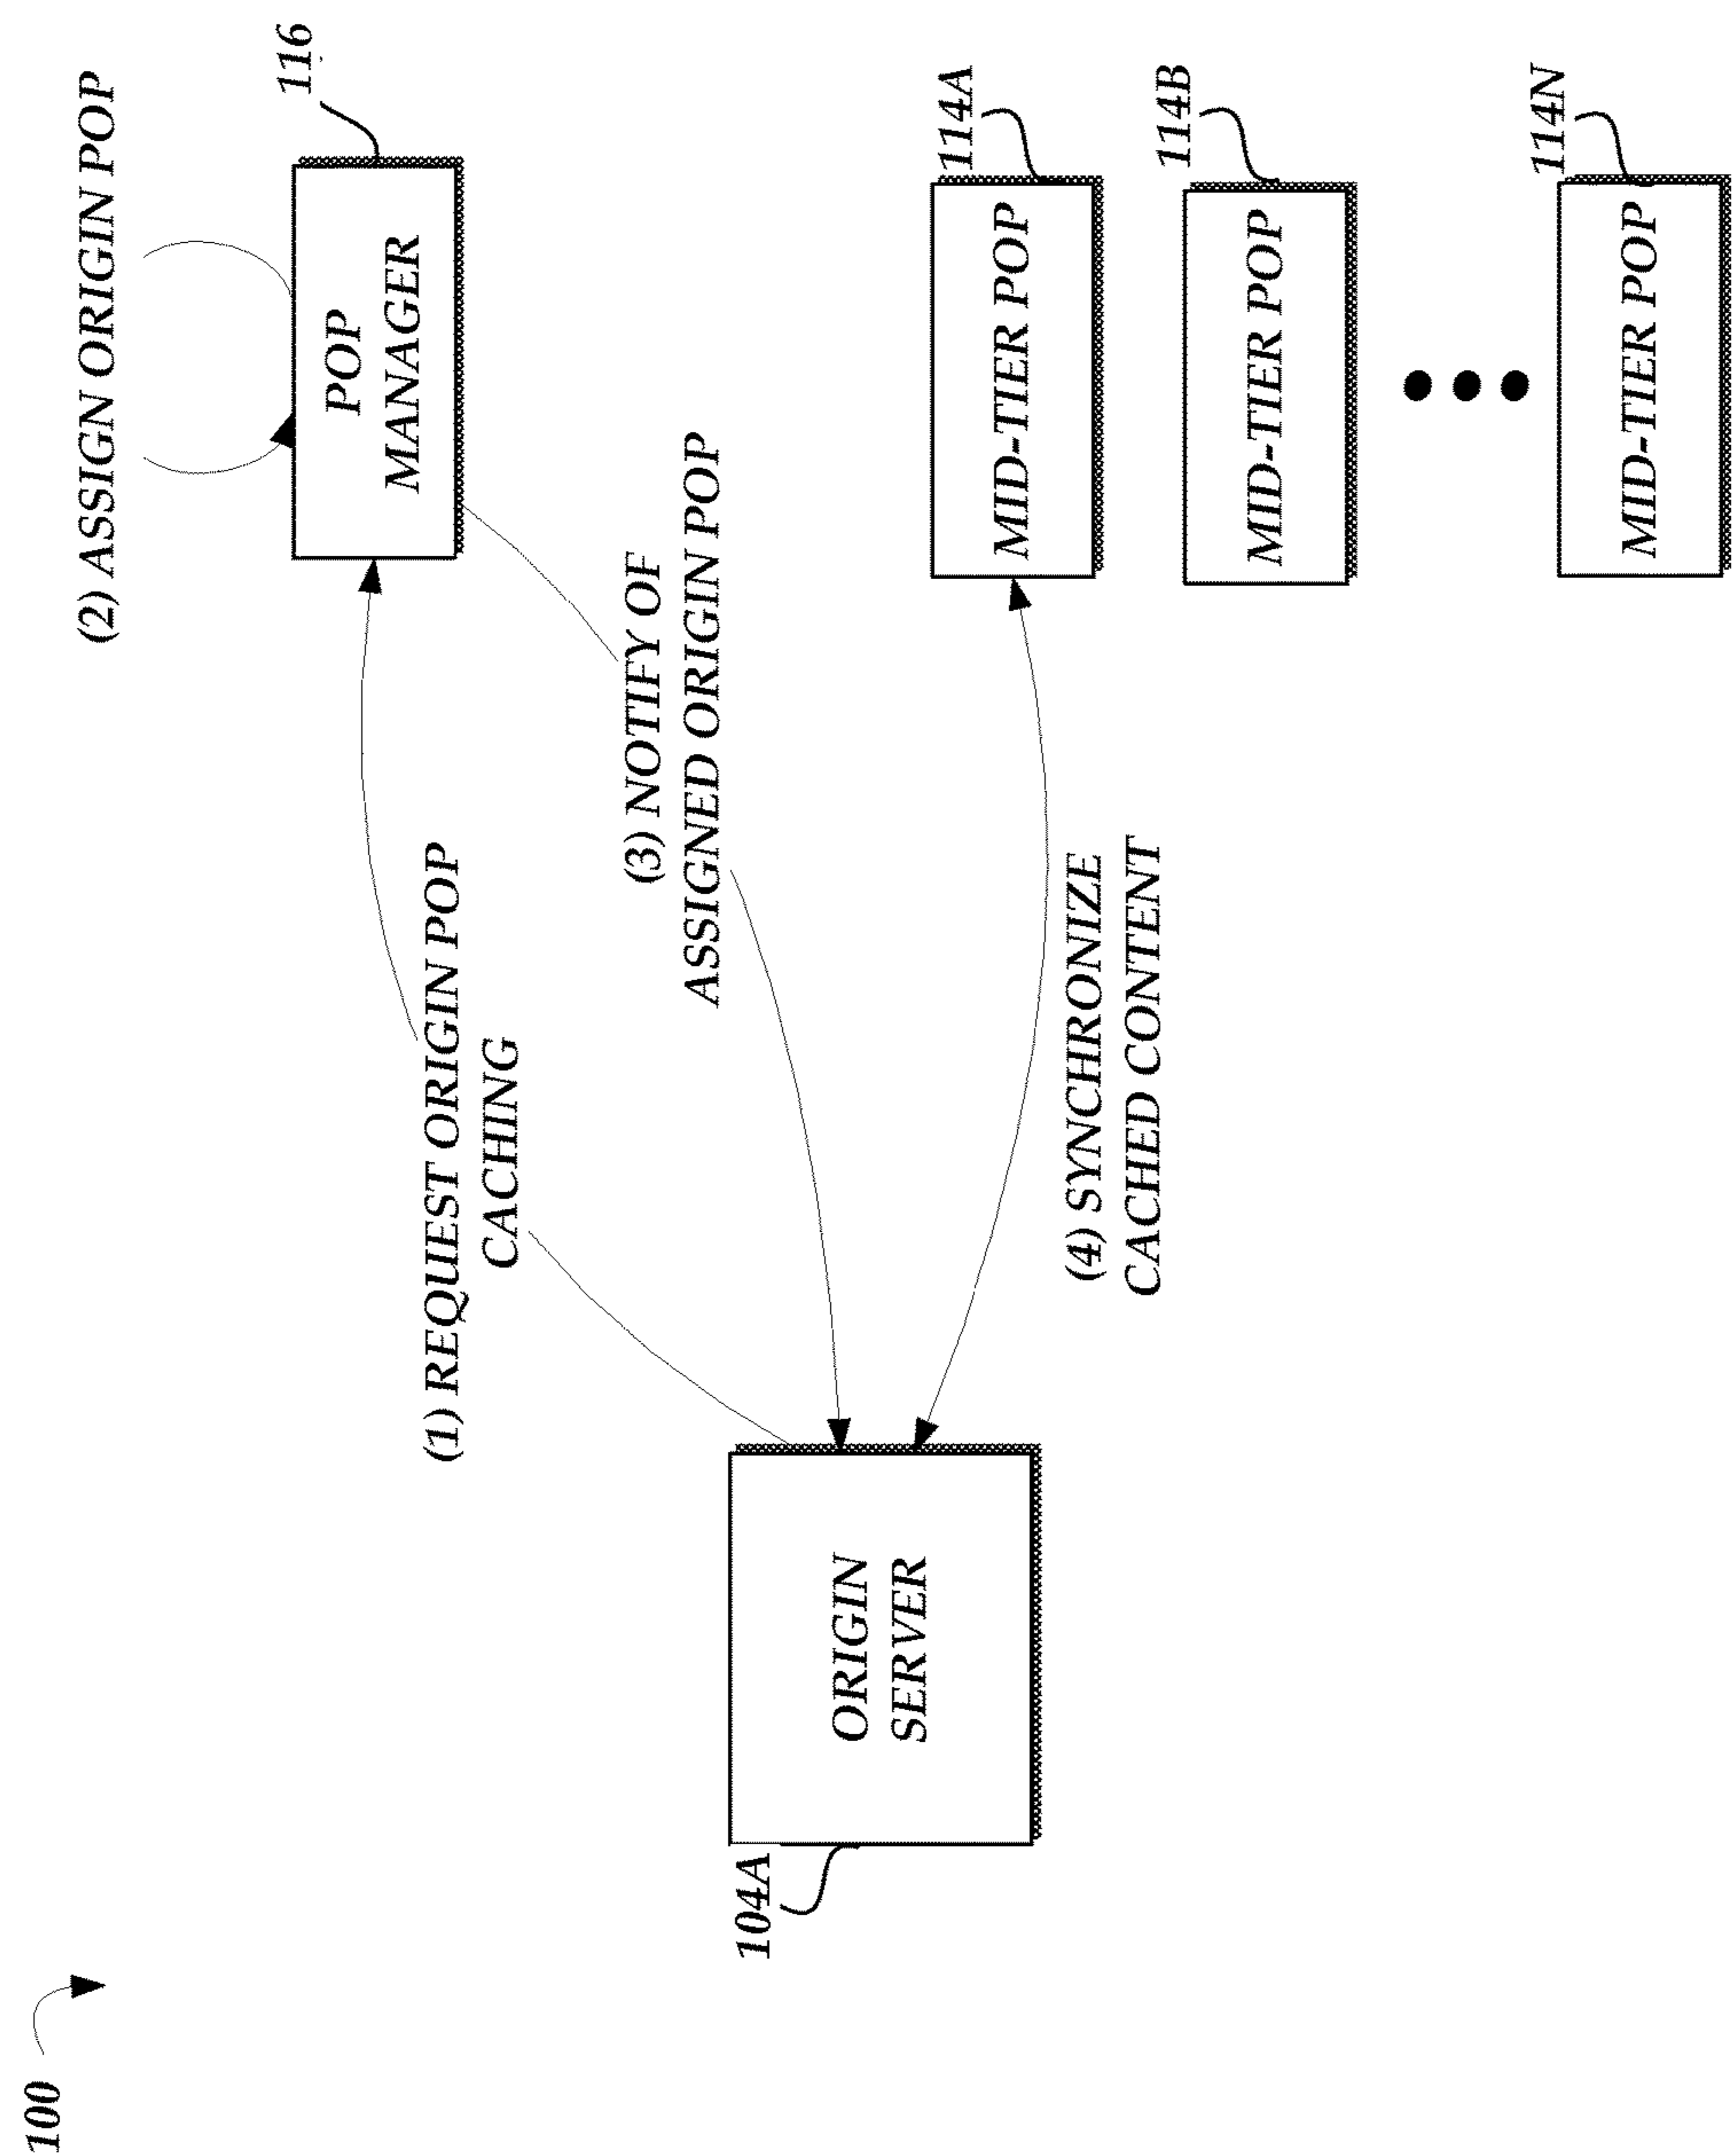 100
(2) ASSIGN ORIGIN POP
116
POP
MANAGER
(1) REQUEST ORIGIN POP
CACHING
(3) NOTIFY OF
ASSIGNED ORIGIN POP
104A
ORIGIN
SERVER
(4) SYNCHRONIZE
CACHED CONTENT
114A
MID-TIER POP
114B
MID-TIER POP
114N
MID-TIER POP